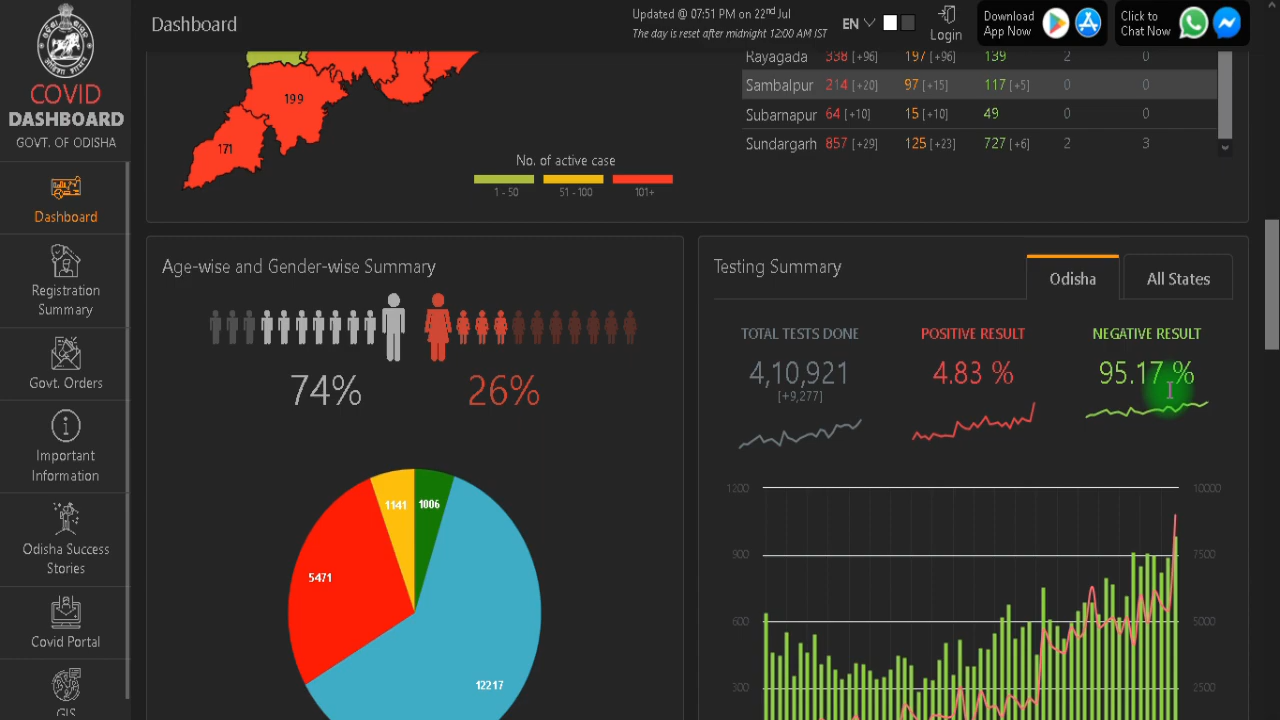 COVID
DASHBOARD
GOVT. OF ODISHA
Dashboard
Registration
Summary
Govt. Orders
Important
Information
Odisha Success
Stories
Covid Portal
GIS
Dashboard
Updated @ 07:51 PM on 22nd Jul
The day is reset after midnight 12:00 AM IST
EN
Login
Download
App Now
Click to
Chat Now
Rayagada 338 [+96] 197 [+96] 139 2 0
Sambalpur 214 [+20] 97 [+15] 117 [+5] 0 0
Subarnapur 64 [+10] 15 [+10] 49 0 0
Sundargarh 857 [+29] 125 [+23] 727 [+6] 2 3
199
171
No. of active case
1 - 50 51 - 100 101+
Age-wise and Gender-wise Summary
74% 26%
1141 1006
5471
12217
Testing Summary
Odisha All States
TOTAL TESTS DONE POSITIVE RESULT NEGATIVE RESULT
4,10,921 4.83 % 95.17 %
[+9,277]
1200 10000
900 7500
600 5000
300 2500